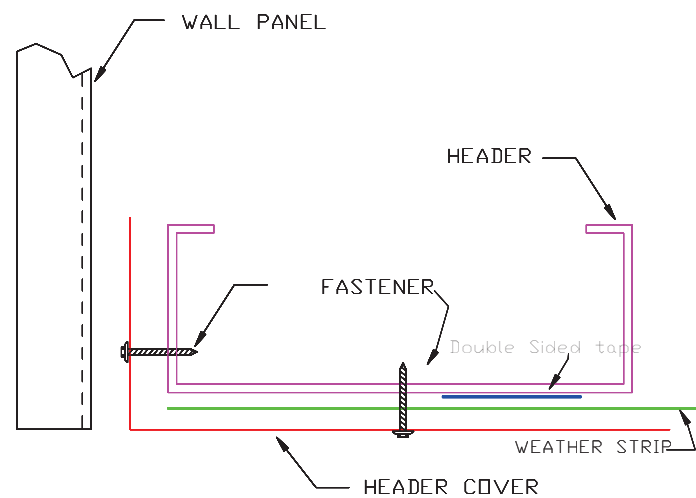 WALL PANEL
HEADER
FASTENER
Double Sided tape
WEATHER STRIP
HEADER COVER